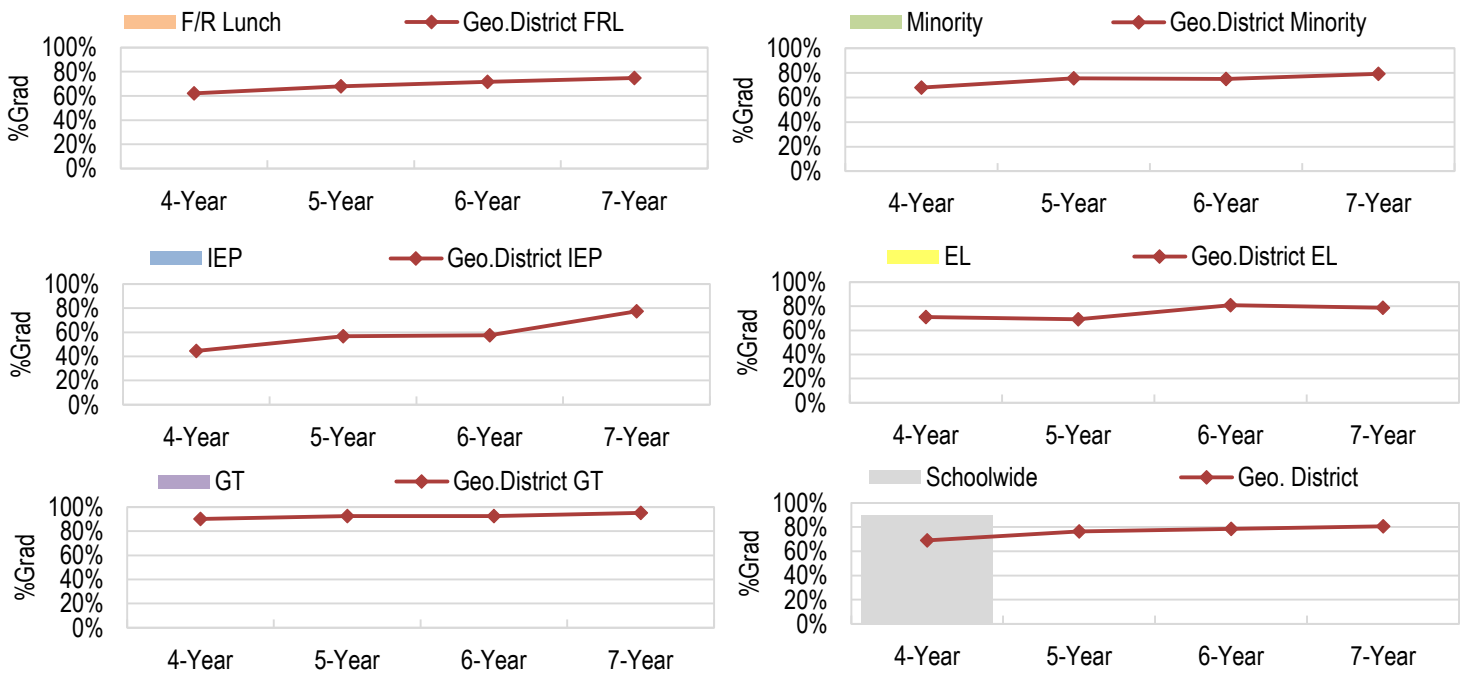 F/R Lunch Geo.District FRL
%Grad
100%
80%
60%
40%
20%
0%
4-Year 5-Year 6-Year 7-Year
Minority Geo.District Minority
%Grad
100%
80%
60%
40%
20%
0%
4-Year 5-Year 6-Year 7-Year
IEP Geo.District IEP
%Grad
100%
80%
60%
40%
20%
0%
4-Year 5-Year 6-Year 7-Year
EL Geo.District EL
%Grad
100%
80%
60%
40%
20%
0%
4-Year 5-Year 6-Year 7-Year
GT Geo.District GT
%Grad
100%
80%
60%
40%
20%
0%
4-Year 5-Year 6-Year 7-Year
Schoolwide Geo. District
%Grad
100%
80%
60%
40%
20%
0%
4-Year 5-Year 6-Year 7-Year